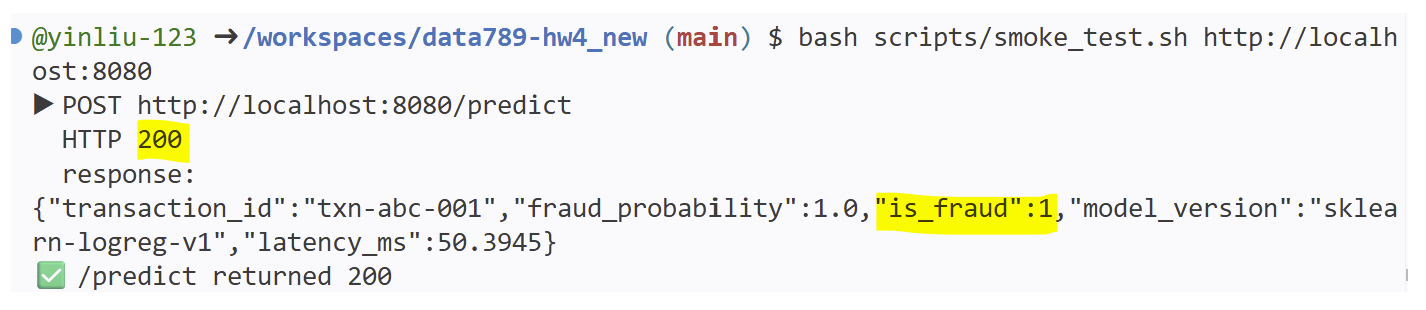 @yinliu-123 ➜/workspaces/data789-hw4_new (main) $ bash scripts/smoke_test.sh http://localh
ost:8080
▶ POST http://localhost:8080/predict
  HTTP 200
  response:
{"transaction_id":"txn-abc-001","fraud_probability":1.0,"is_fraud":1,"model_version":"sklea
rn-logreg-v1","latency_ms":50.3945}
✅ /predict returned 200